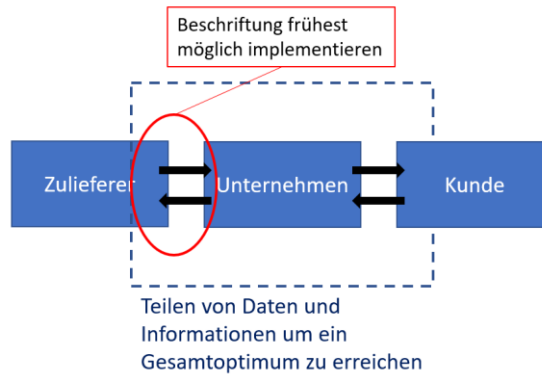 Beschriftung frühest
möglich implementieren
Zulieferer
Unternehmen
Kunde
Teilen von Daten und
Informationen um ein
Gesamtoptimum zu erreichen